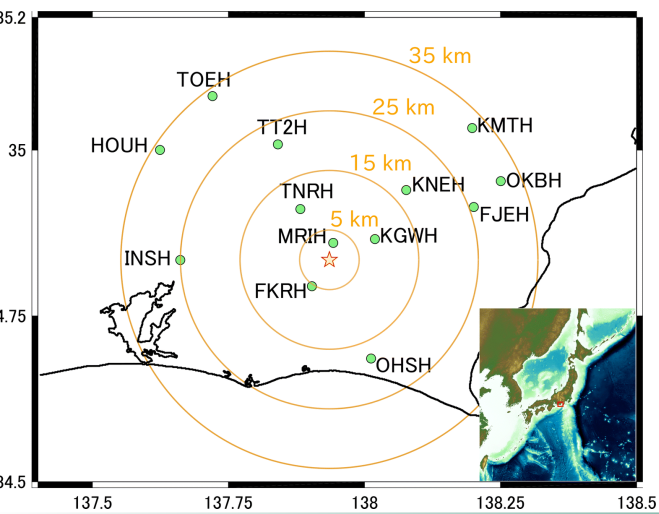 35.2
35 km
TOEH
25 km
TT2H
KMTH
HOUH
35
15 km
TNRH
KNEH
OKBH
5 km
FJEH
MRIH
KGWH
INSH
FKRH
4.75
OHSH
34.5
137.5
137.75
138
138.25
138.5